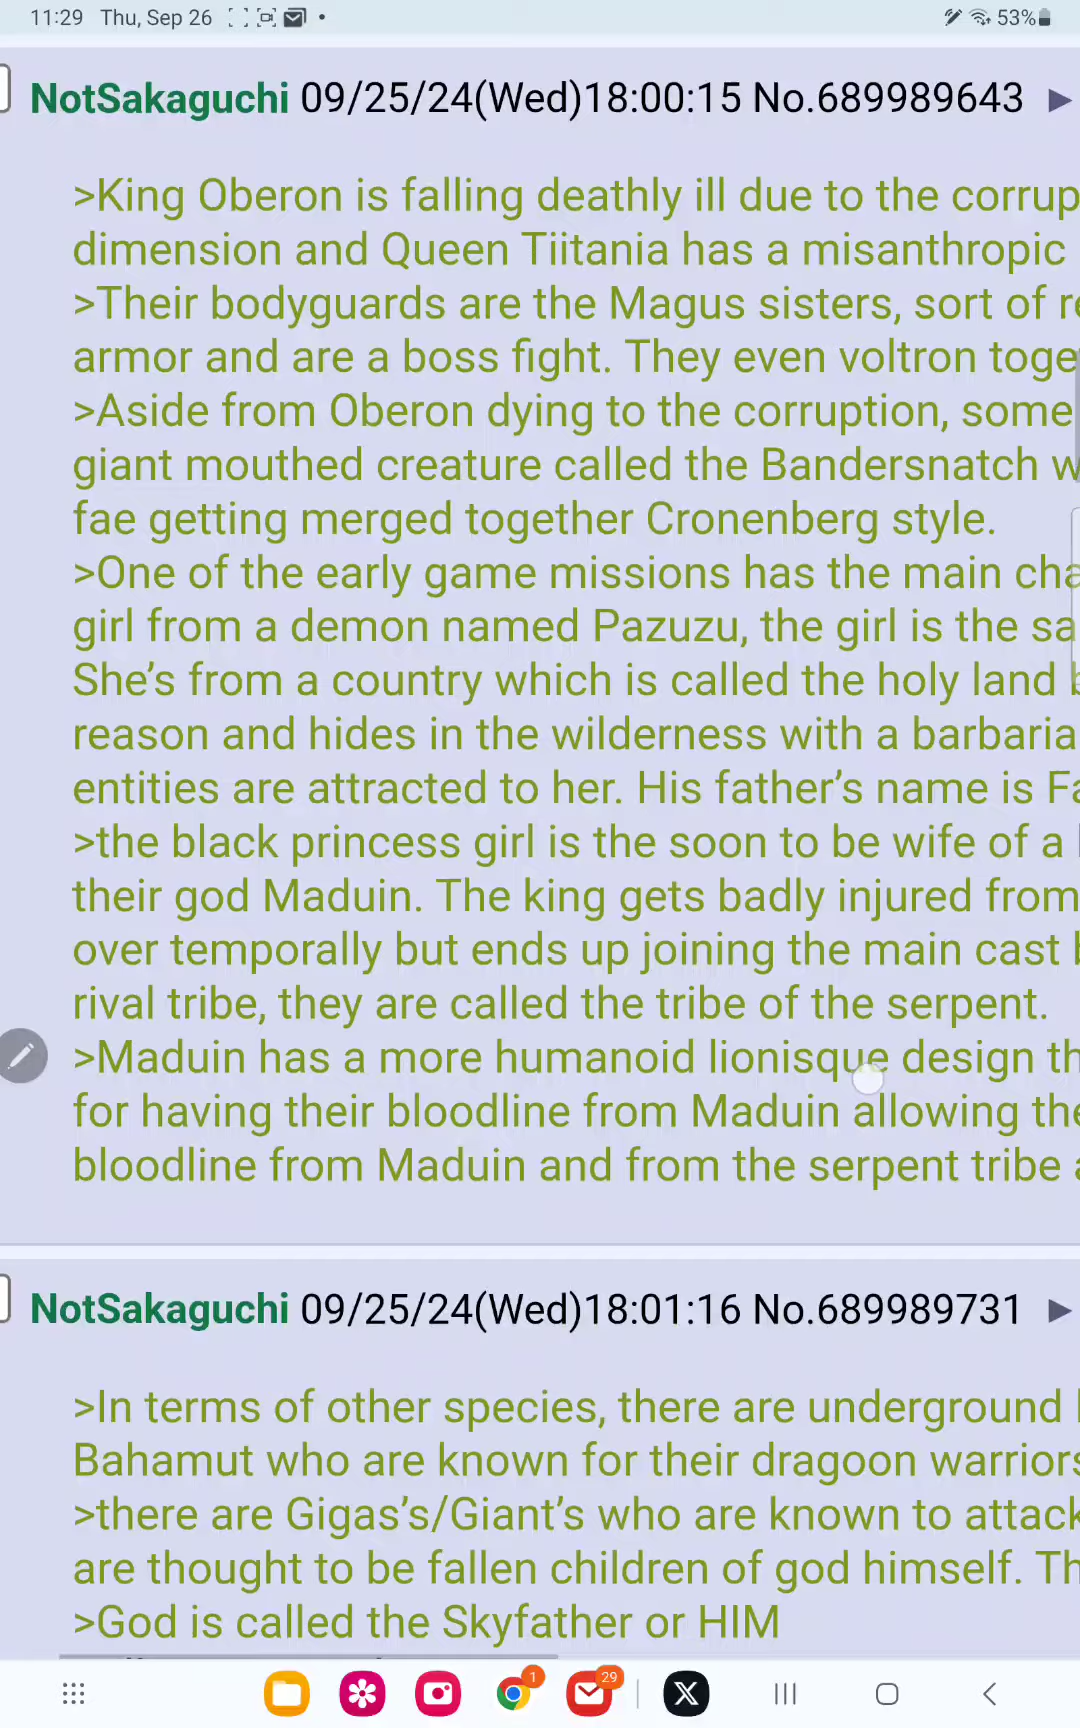 11:29 Thu, Sep 26 53%
NotSakaguchi 09/25/24(Wed)18:00:15 No.689989643
>King Oberon is falling deathly ill due to the corrup
dimension and Queen Tiitania has a misanthropic
>Their bodyguards are the Magus sisters, sort of re
armor and are a boss fight. They even voltron toge
>Aside from Oberon dying to the corruption, some
giant mouthed creature called the Bandersnatch w
fae getting merged together Cronenberg style.
>One of the early game missions has the main cha
girl from a demon named Pazuzu, the girl is the sa
She's from a country which is called the holy land
reason and hides in the wilderness with a barbaria
entities are attracted to her. His father's name is Fa
>the black princess girl is the soon to be wife of a
their god Maduin. The king gets badly injured from
over temporally but ends up joining the main cast
rival tribe, they are called the tribe of the serpent.
>Maduin has a more humanoid lionisque design th
for having their bloodline from Maduin allowing the
bloodline from Maduin and from the serpent tribe
NotSakaguchi 09/25/24(Wed)18:01:16 No.689989731
>In terms of other species, there are underground
Bahamut who are known for their dragoon warriors
>there are Gigas's/Giant's who are known to attack
are thought to be fallen children of god himself. Th
>God is called the Skyfather or HIM
1
29